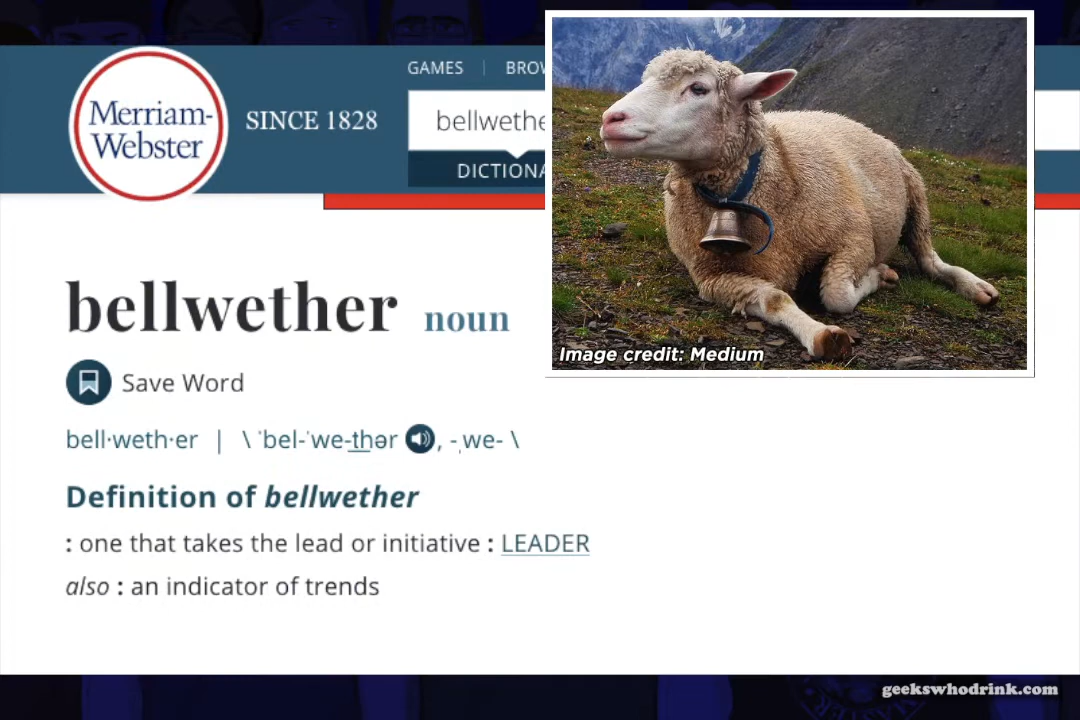 Merriam-
Webster
SINCE 1828
GAMES | BROW
bellwethe
DICTIONA
bellwether noun
Save Word
bell·weth·er | \ ˈbel-ˈwe-t͟hər , -ˌwe- \
Definition of bellwether
: one that takes the lead or initiative : LEADER
also : an indicator of trends
Image credit: Medium
geekswhodrink.com